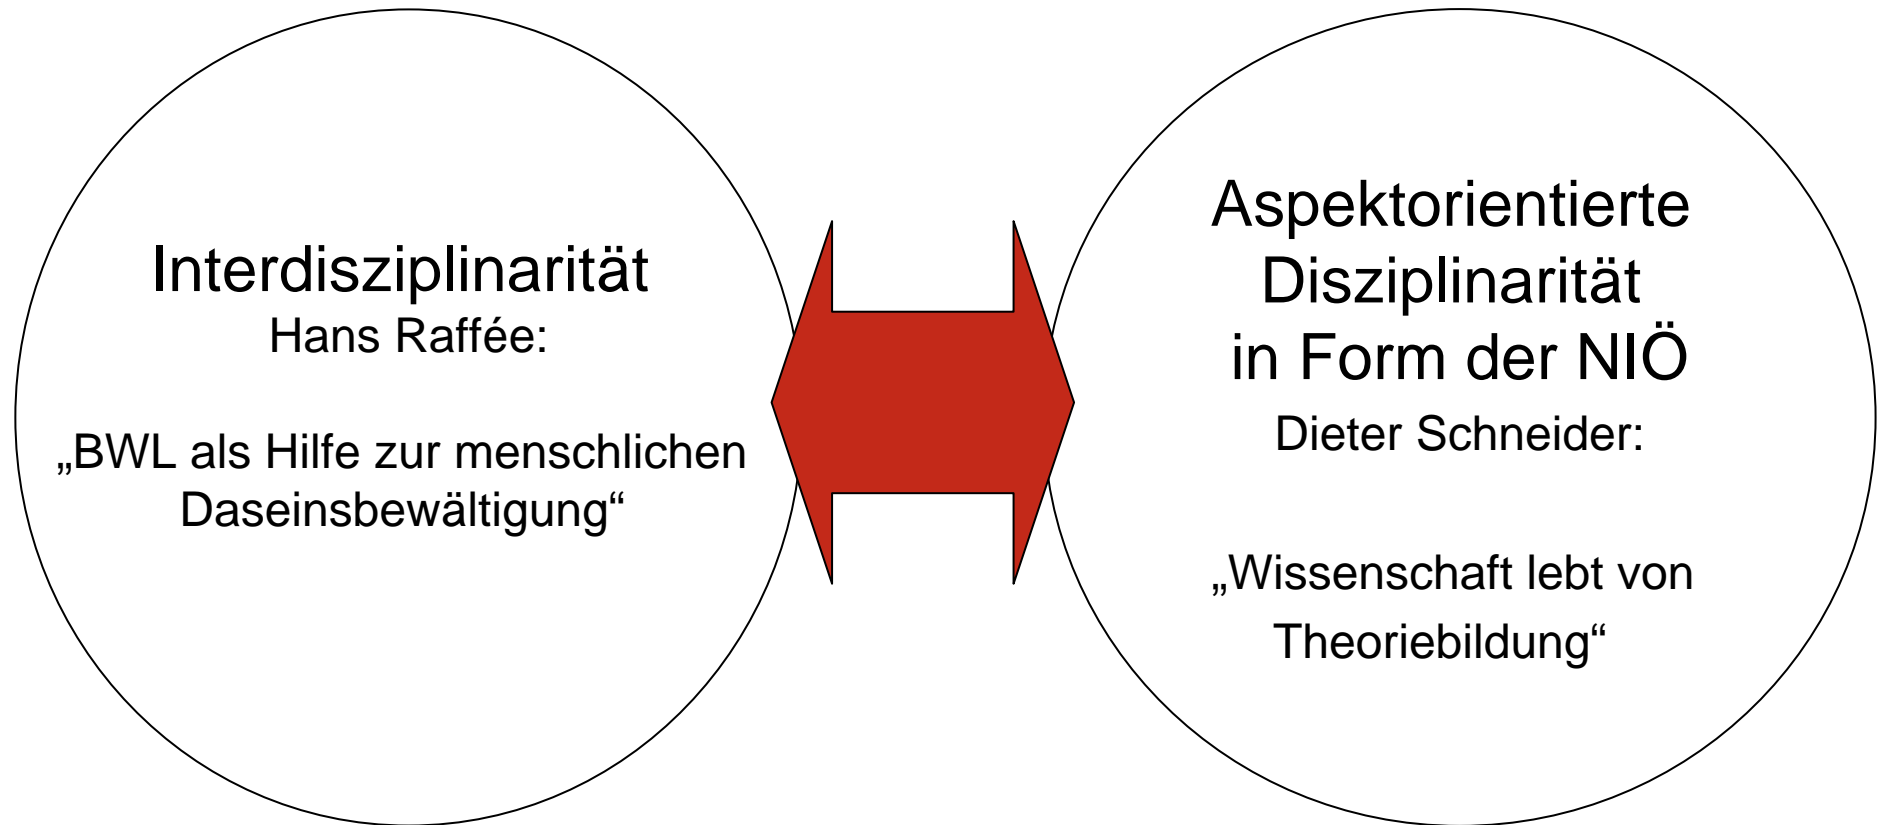 Interdisziplinarität
Hans Raffée:
„BWL als Hilfe zur menschlichen
Daseinsbewältigung“
Aspektorientierte
Disziplinarität
in Form der NIÖ
Dieter Schneider:
„Wissenschaft lebt von
Theoriebildung“